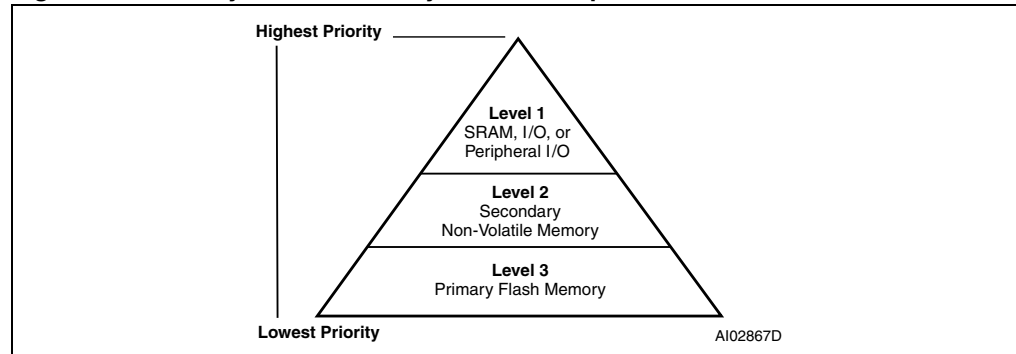 Highest Priority
Level 1
SRAM, I/O, or
Peripheral I/O
Level 2
Secondary
Non-Volatile Memory
Level 3
Primary Flash Memory
Lowest Priority
AI02867D